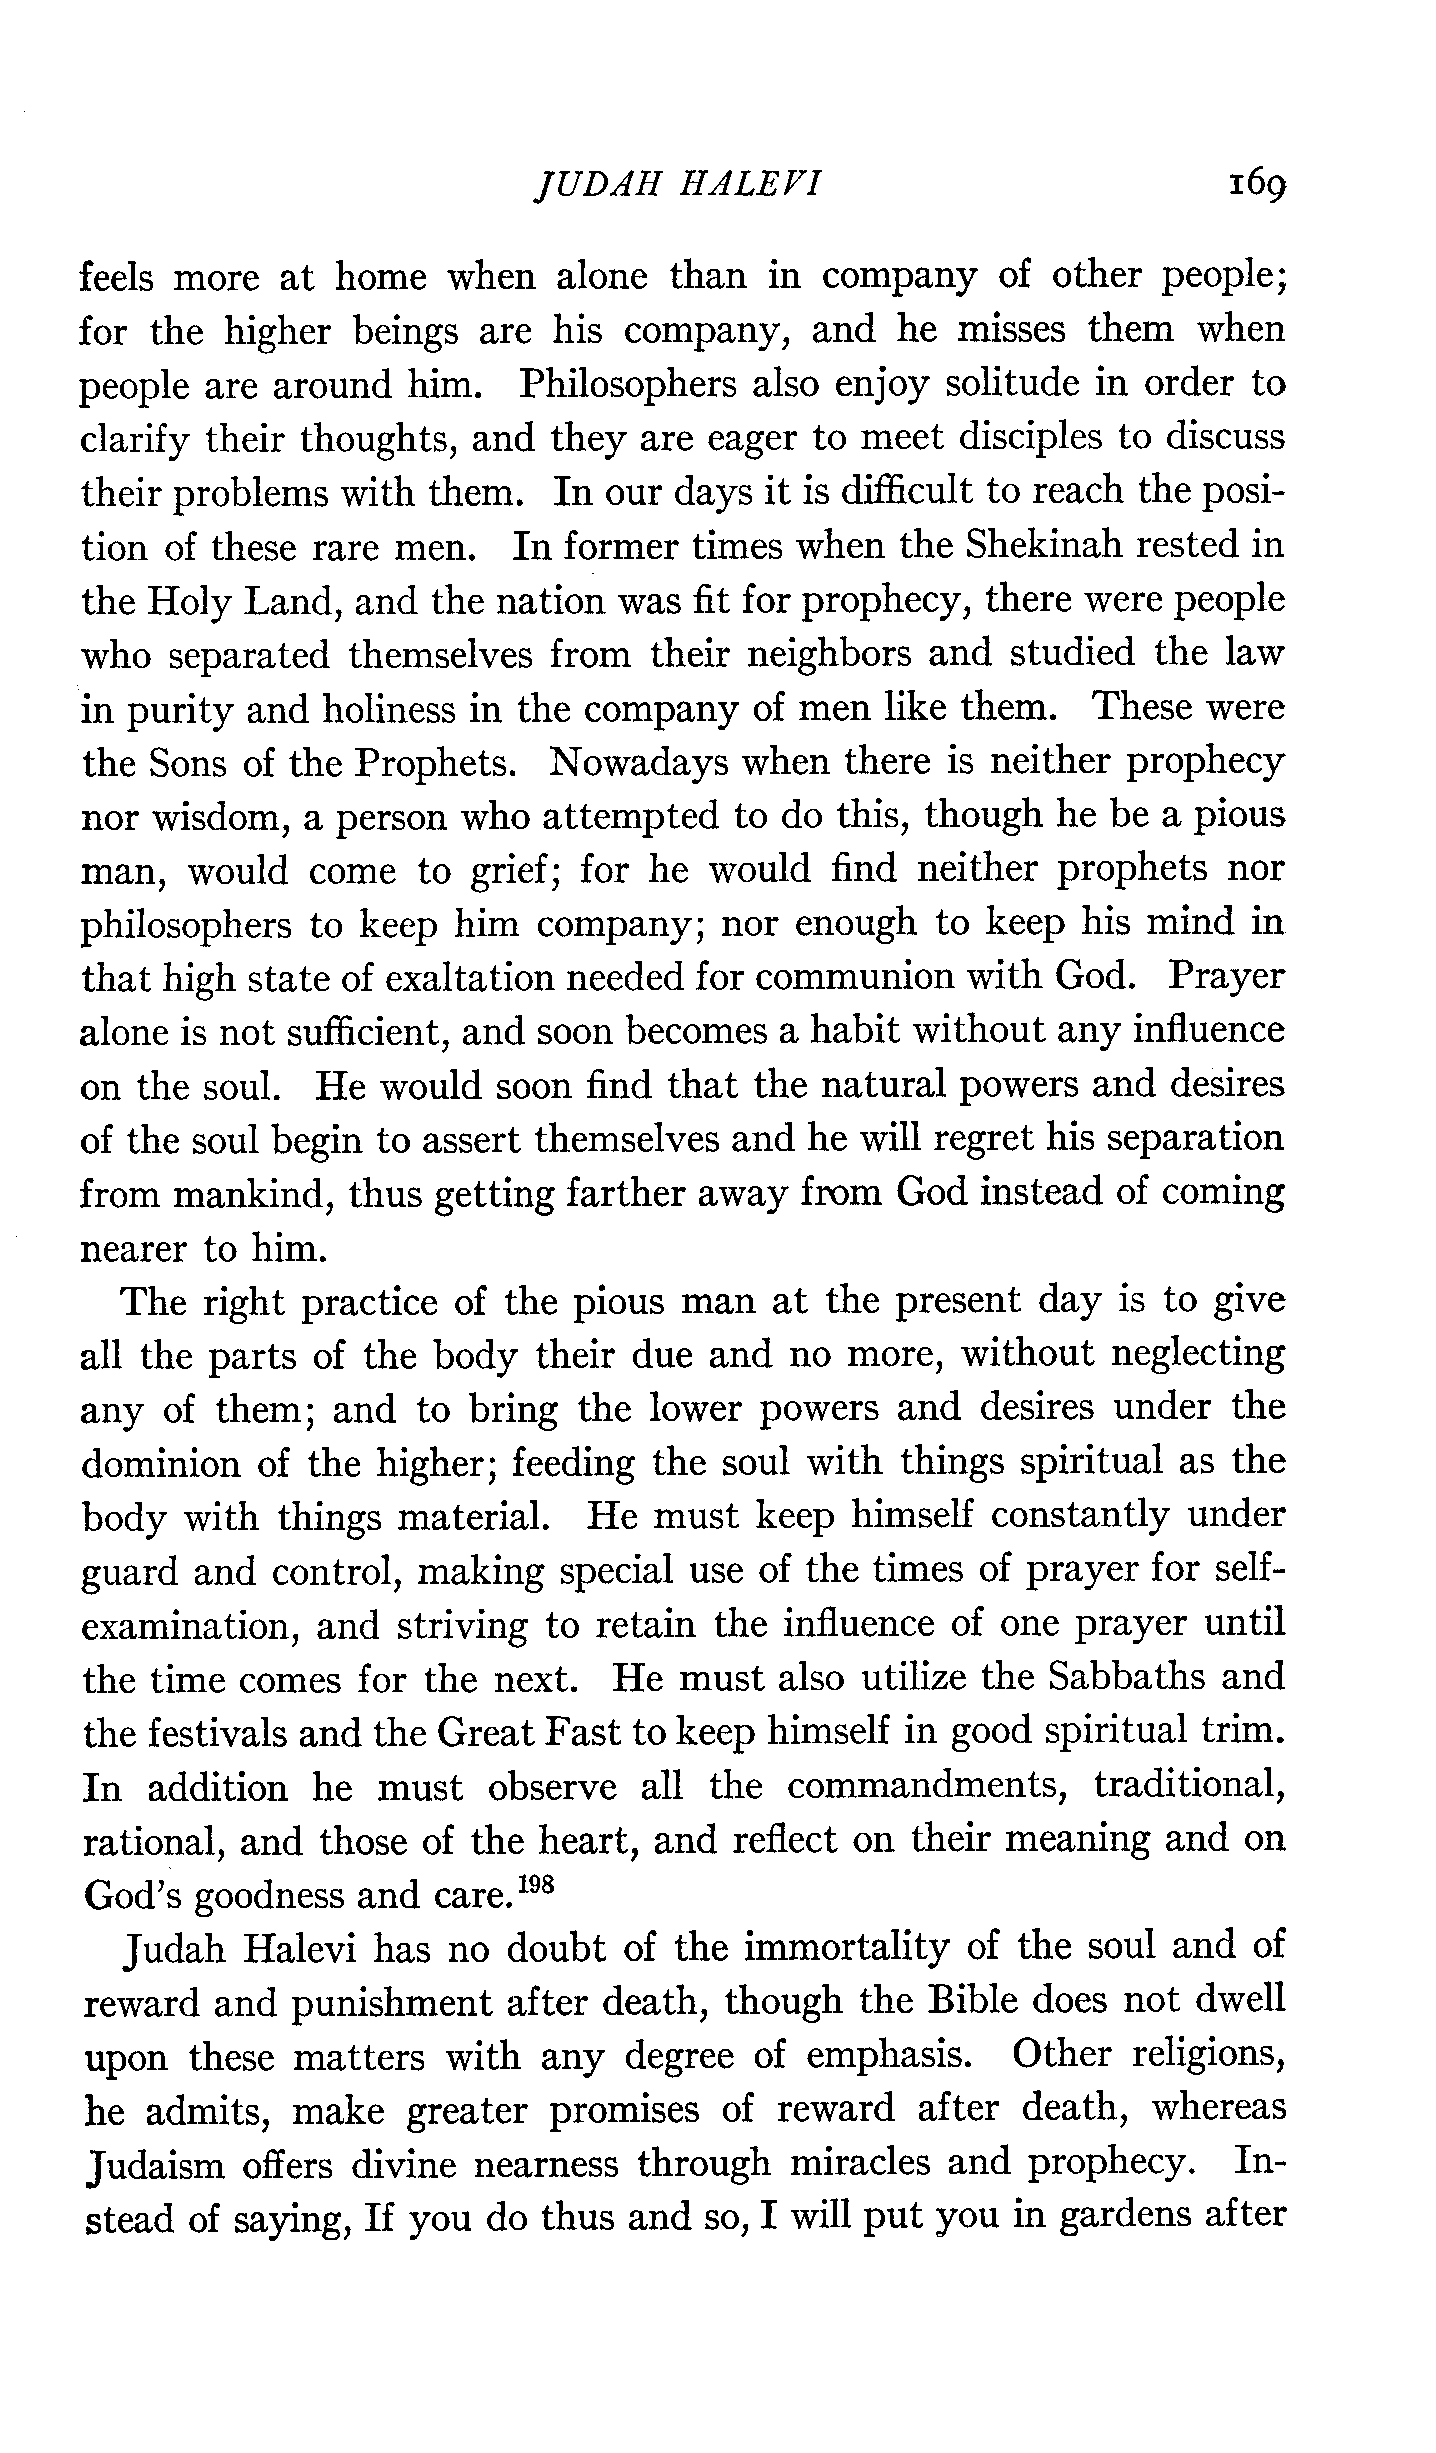 JUDAH HALEVI 169
feels more at home when alone than in company of other people;
for the higher beings are his company, and he misses them when
people are around him. Philosophers also enjoy solitude in order to
clarify their thoughts, and they are eager to meet disciples to discuss
their problems with them. In our days it is difficult to reach the posi-
tion of these rare men. In former times when the Shekinah rested in
the Holy Land, and the nation was fit for prophecy, there were people
who separated themselves from their neighbors and studied the law
in purity and holiness in the company of men like them. These were
the Sons of the Prophets. Nowadays when there is neither prophecy
nor wisdom, a person who attempted to do this, though he be a pious
man, would come to grief; for he would find neither prophets nor
philosophers to keep him company; nor enough to keep his mind in
that high state of exaltation needed for communion with God. Prayer
alone is not sufficient, and soon becomes a habit without any influence
on the soul. He would soon find that the natural powers and desires
of the soul begin to assert themselves and he will regret his separation
from mankind, thus getting farther away from God instead of coming
nearer to him.
The right practice of the pious man at the present day is to give
all the parts of the body their due and no more, without neglecting
any of them; and to bring the lower powers and desires under the
dominion of the higher; feeding the soul with things spiritual as the
body with things material. He must keep himself constantly under
guard and control, making special use of the times of prayer for self-
examination, and striving to retain the influence of one prayer until
the time comes for the next. He must also utilize the Sabbaths and
the festivals and the Great Fast to keep himself in good spiritual trim.
In addition he must observe all the commandments, traditional,
rational, and those of the heart, and reflect on their meaning and on
God's goodness and care.198
Judah Halevi has no doubt of the immortality of the soul and of
reward and punishment after death, though the Bible does not dwell
upon these matters with any degree of emphasis. Other religions,
he admits, make greater promises of reward after death, whereas
Judaism offers divine nearness through miracles and prophecy. In-
stead of saying, If you do thus and so, I will put you in gardens after